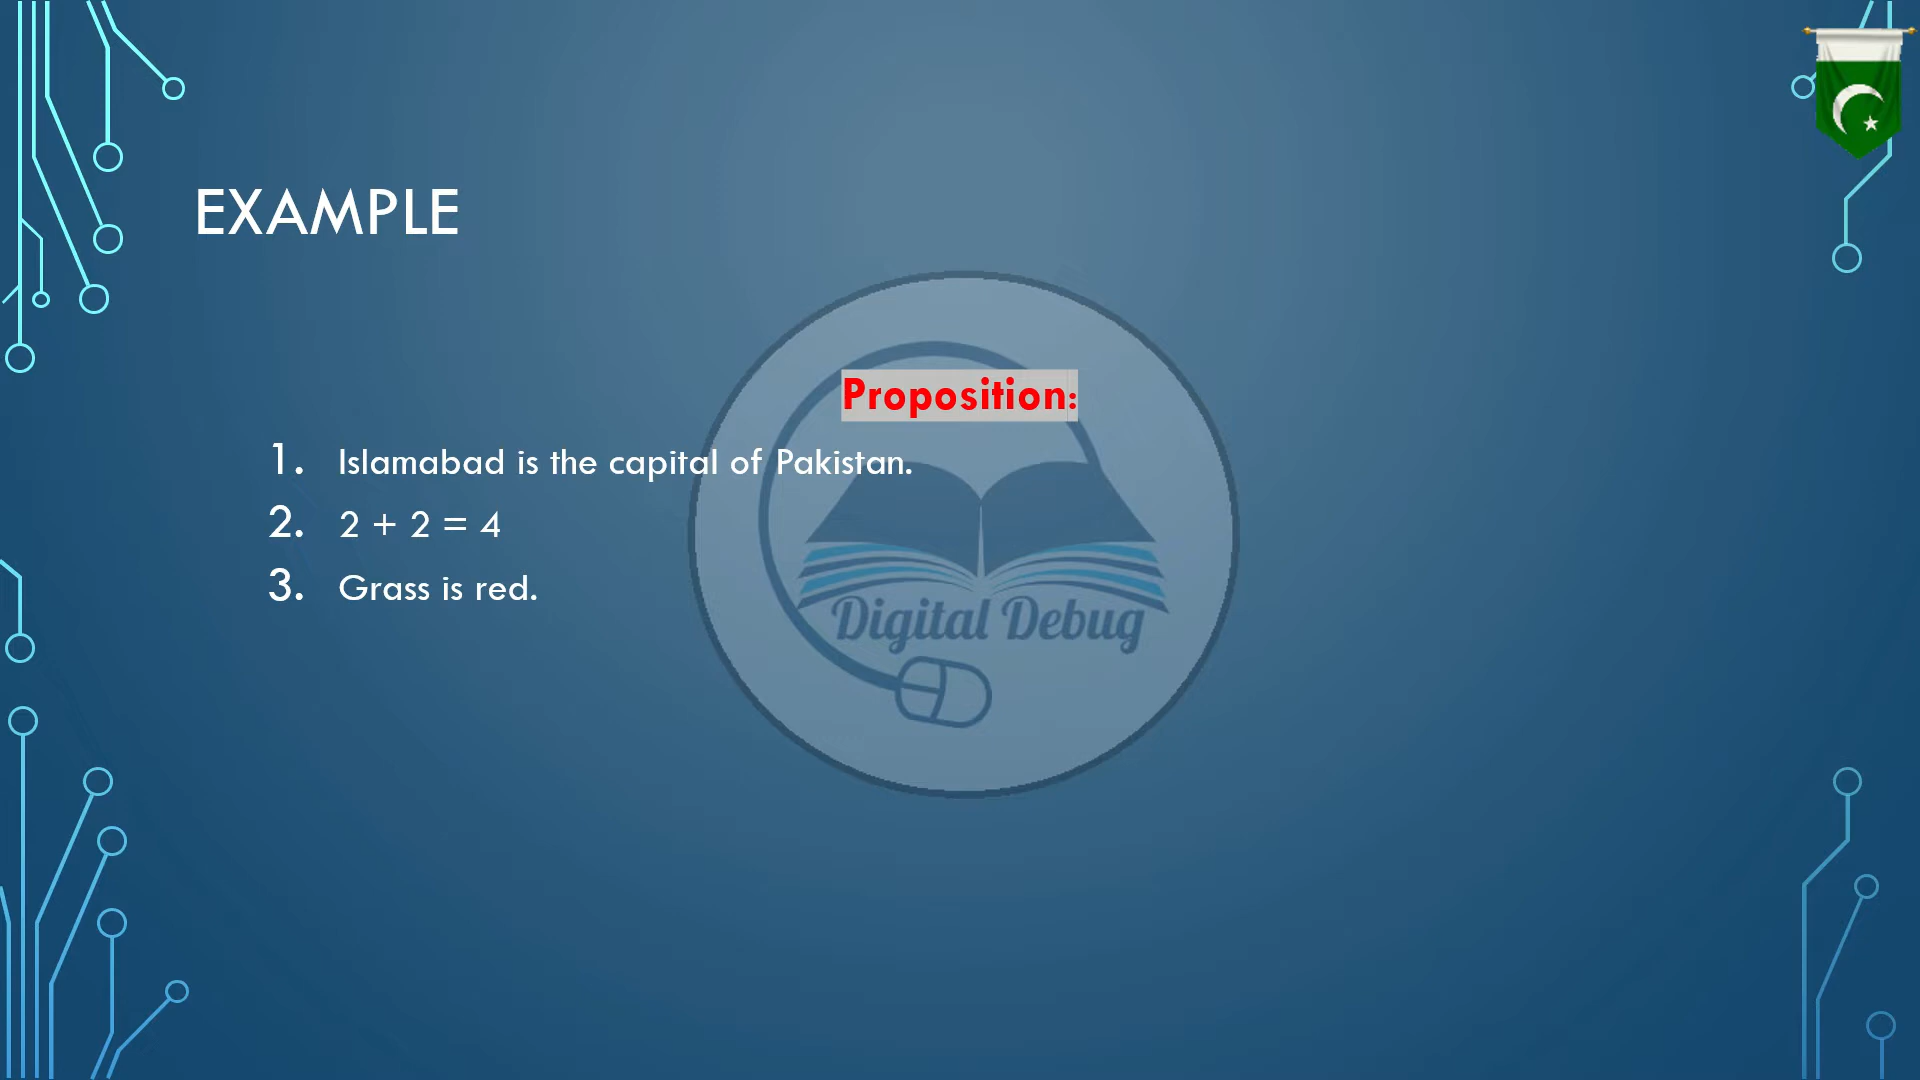 EXAMPLE
Proposition:
1. Islamabad is the capital of Pakistan.
2. 2 + 2 = 4
3. Grass is red.
Digital Debug